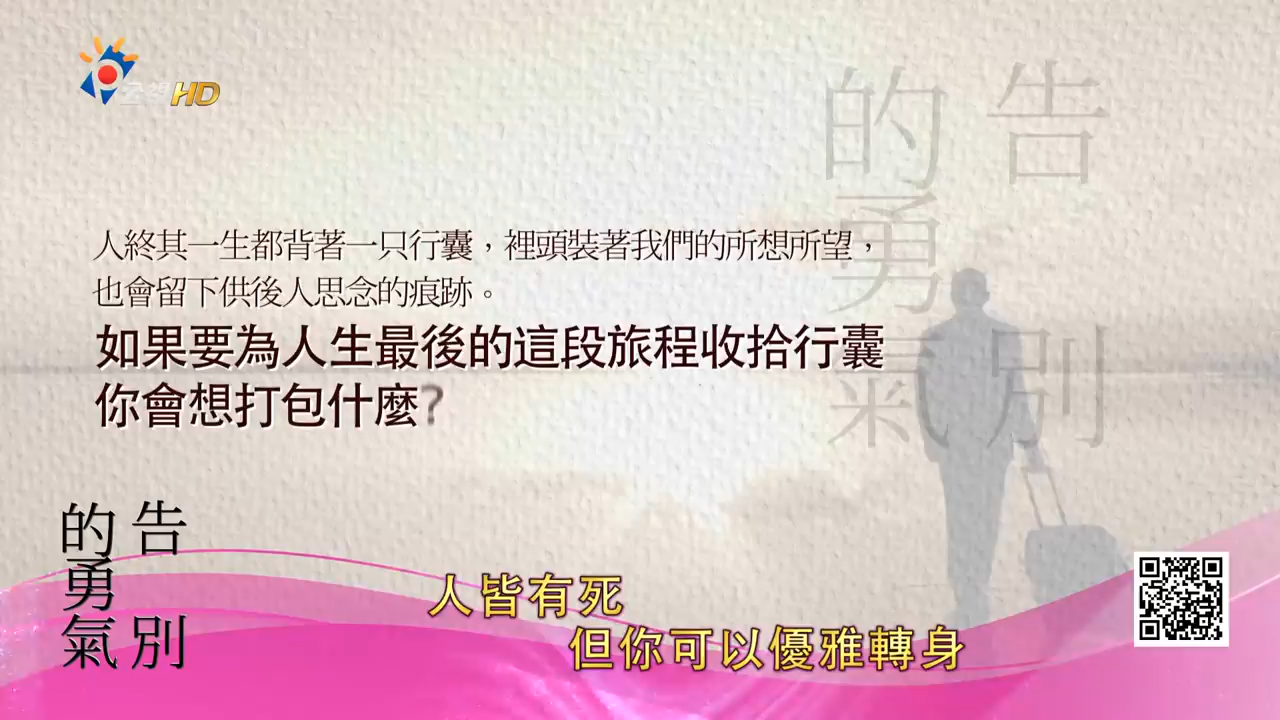 HD
告別
的勇氣
人終其一生都背著一只行囊，裡頭裝著我們的所想所望，
也會留下供後人思念的痕跡。
如果要為人生最後的這段旅程收拾行囊
你會想打包什麼?
告別
的勇氣
人皆有死
但你可以優雅轉身